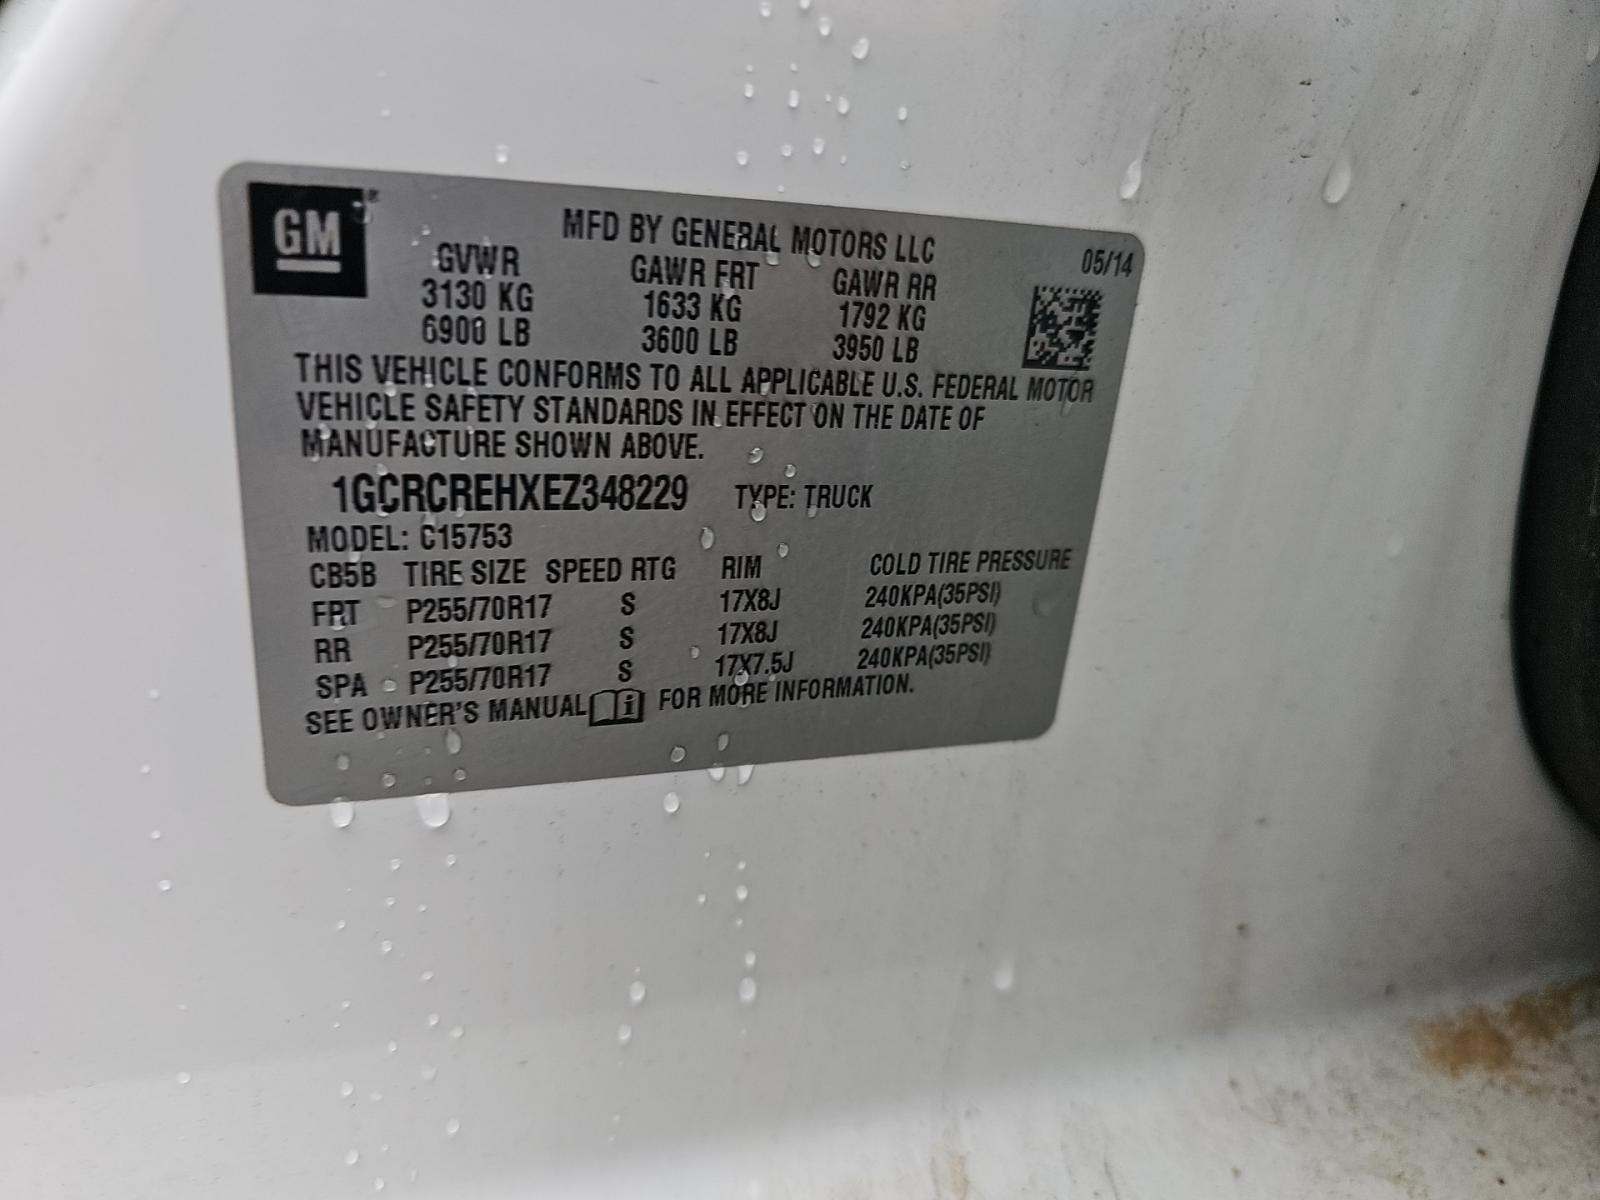 GM
MFD BY GENERAL MOTORS LLC
05/14
GVWR GAWR FRT GAWR RR
3130 KG 1633 KG 1792 KG
6900 LB 3600 LB 3950 LB
THIS VEHICLE CONFORMS TO ALL APPLICABLE U.S. FEDERAL MOTOR
VEHICLE SAFETY STANDARDS IN EFFECT ON THE DATE OF
MANUFACTURE SHOWN ABOVE.
1GCRCREHXEZ348229 TYPE: TRUCK
MODEL: C15753
CB5B TIRE SIZE SPEED RTG RIM COLD TIRE PRESSURE
FRT P255/70R17 S 17X8J 240KPA(35PSI)
RR P255/70R17 S 17X8J 240KPA(35PSI)
SPA P255/70R17 S 17X7.5J 240KPA(35PSI)
SEE OWNER'S MANUAL i FOR MORE INFORMATION.